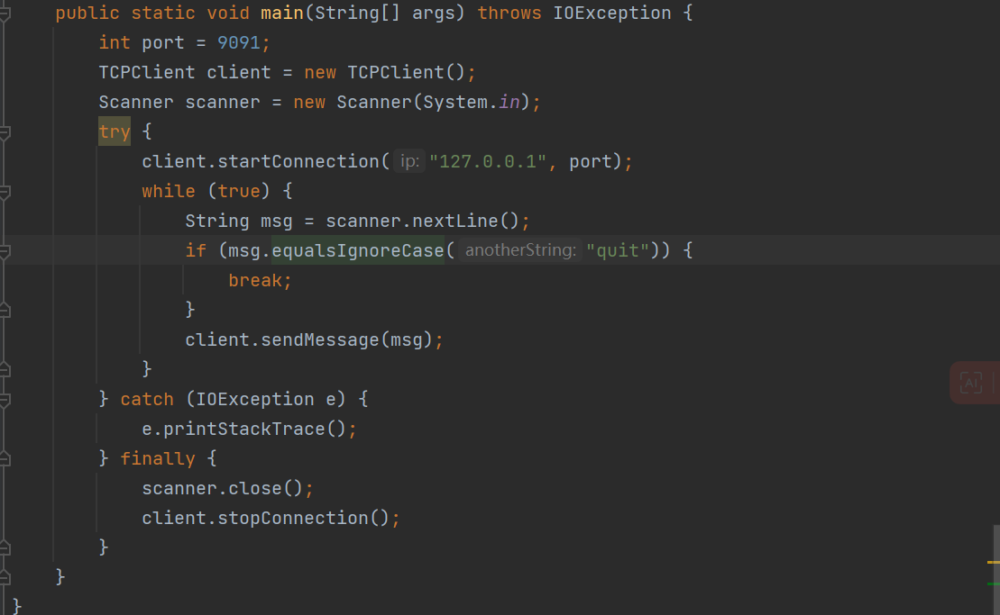 public static void main(String[] args) throws IOException {
int port = 9091;
TCPClient client = new TCPClient();
Scanner scanner = new Scanner(System.in);
try {
client.startConnection( ip: "127.0.0.1", port);
while (true) {
String msg = scanner.nextLine();
if (msg.equalsIgnoreCase( anotherString: "quit")) {
break;
}
client.sendMessage(msg);
}
} catch (IOException e) {
e.printStackTrace();
} finally {
scanner.close();
client.stopConnection();
}
}
}
AI